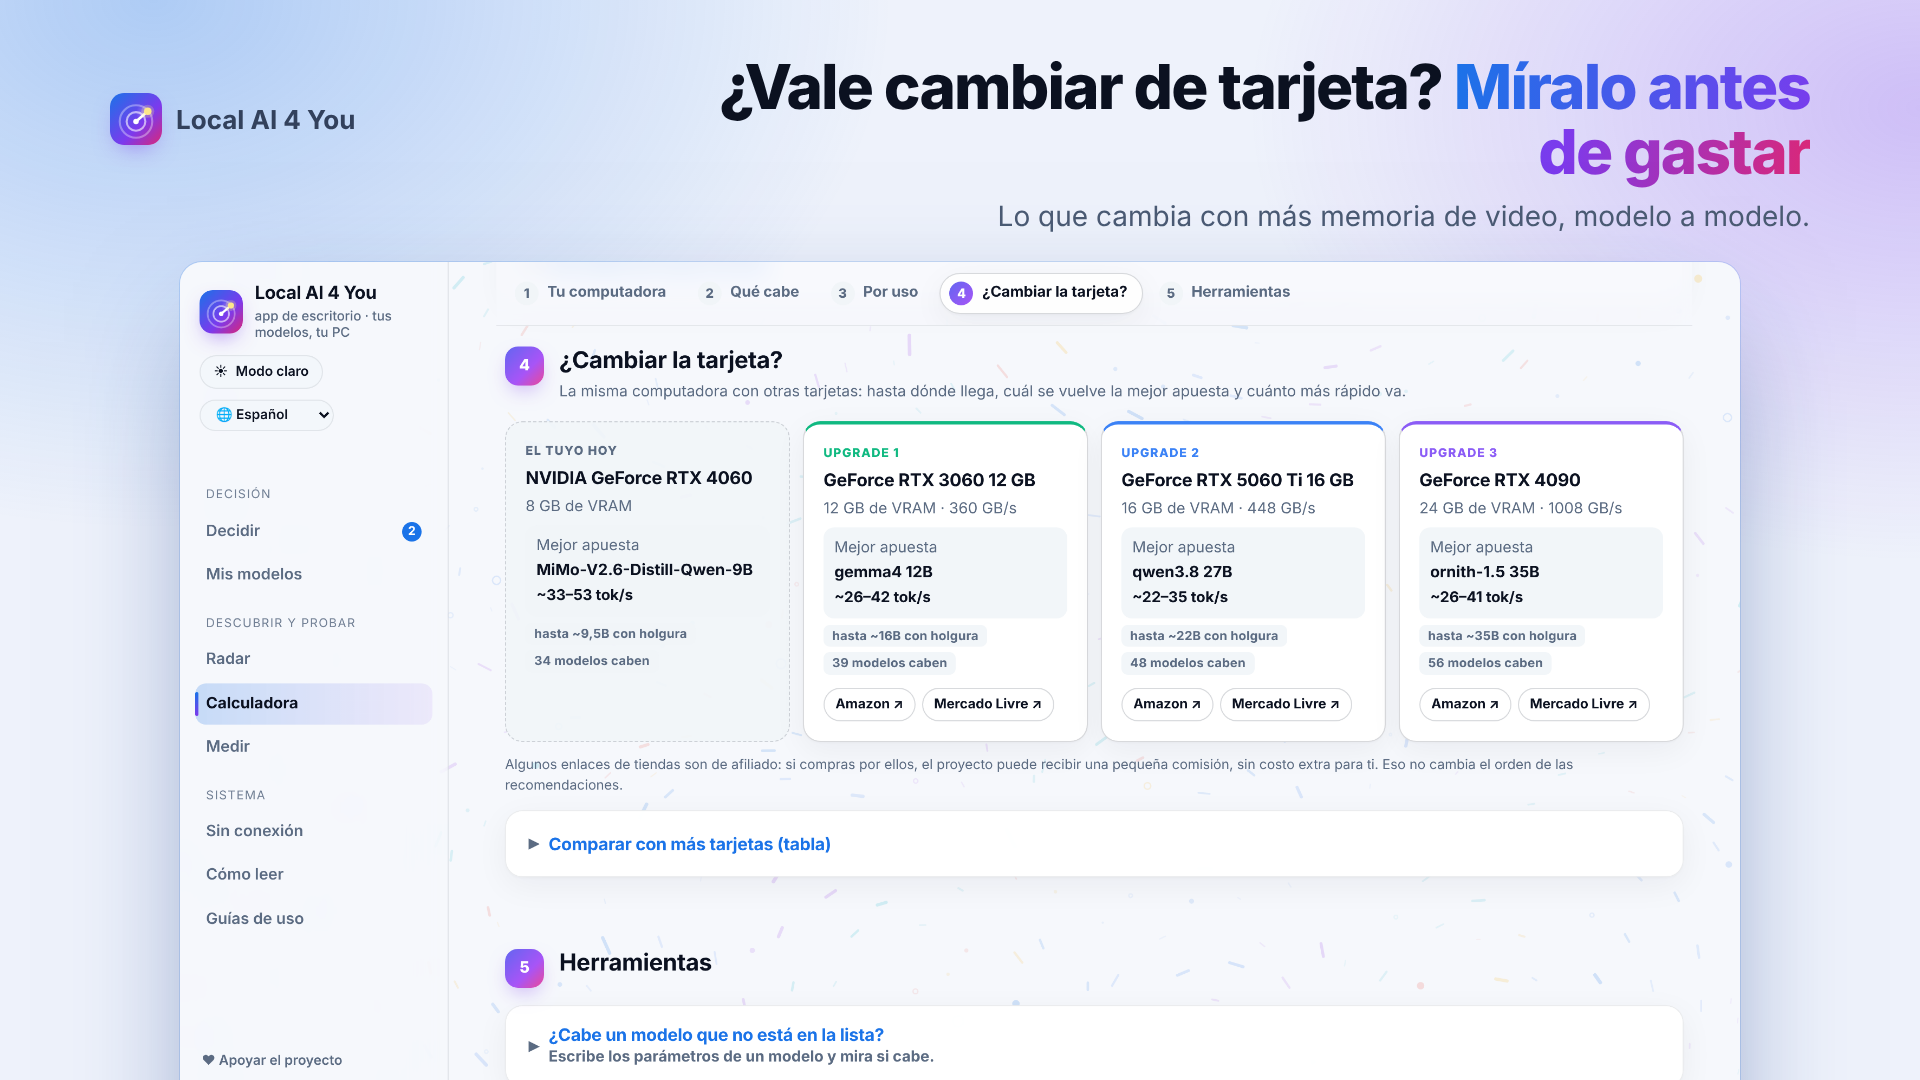 Local AI 4 You
¿Vale cambiar de tarjeta? Míralo antes
de gastar
Lo que cambia con más memoria de video, modelo a modelo.
Local AI 4 You
app de escritorio · tus
modelos, tu PC
☀ Modo claro
🌐 Español
DECISIÓN
Decidir 2
Mis modelos
DESCUBRIR Y PROBAR
Radar
Calculadora
Medir
SISTEMA
Sin conexión
Cómo leer
Guías de uso
♥ Apoyar el proyecto
1 Tu computadora 2 Qué cabe 3 Por uso 4 ¿Cambiar la tarjeta? 5 Herramientas
4 ¿Cambiar la tarjeta?
La misma computadora con otras tarjetas: hasta dónde llega, cuál se vuelve la mejor apuesta y cuánto más rápido va.
EL TUYO HOY
NVIDIA GeForce RTX 4060
8 GB de VRAM
Mejor apuesta
MiMo-V2.6-Distill-Qwen-9B
~33–53 tok/s
hasta ~9,5B con holgura
34 modelos caben
UPGRADE 1
GeForce RTX 3060 12 GB
12 GB de VRAM · 360 GB/s
Mejor apuesta
gemma4 12B
~26–42 tok/s
hasta ~16B con holgura
39 modelos caben
Amazon ↗ Mercado Livre ↗
UPGRADE 2
GeForce RTX 5060 Ti 16 GB
16 GB de VRAM · 448 GB/s
Mejor apuesta
qwen3.8 27B
~22–35 tok/s
hasta ~22B con holgura
48 modelos caben
Amazon ↗ Mercado Livre ↗
UPGRADE 3
GeForce RTX 4090
24 GB de VRAM · 1008 GB/s
Mejor apuesta
ornith-1.5 35B
~26–41 tok/s
hasta ~35B con holgura
56 modelos caben
Amazon ↗ Mercado Livre ↗
Algunos enlaces de tiendas son de afiliado: si compras por ellos, el proyecto puede recibir una pequeña comisión, sin costo extra para ti. Eso no cambia el orden de las
recomendaciones.
▶ Comparar con más tarjetas (tabla)
5 Herramientas
▶ ¿Cabe un modelo que no está en la lista?
Escribe los parámetros de un modelo y mira si cabe.